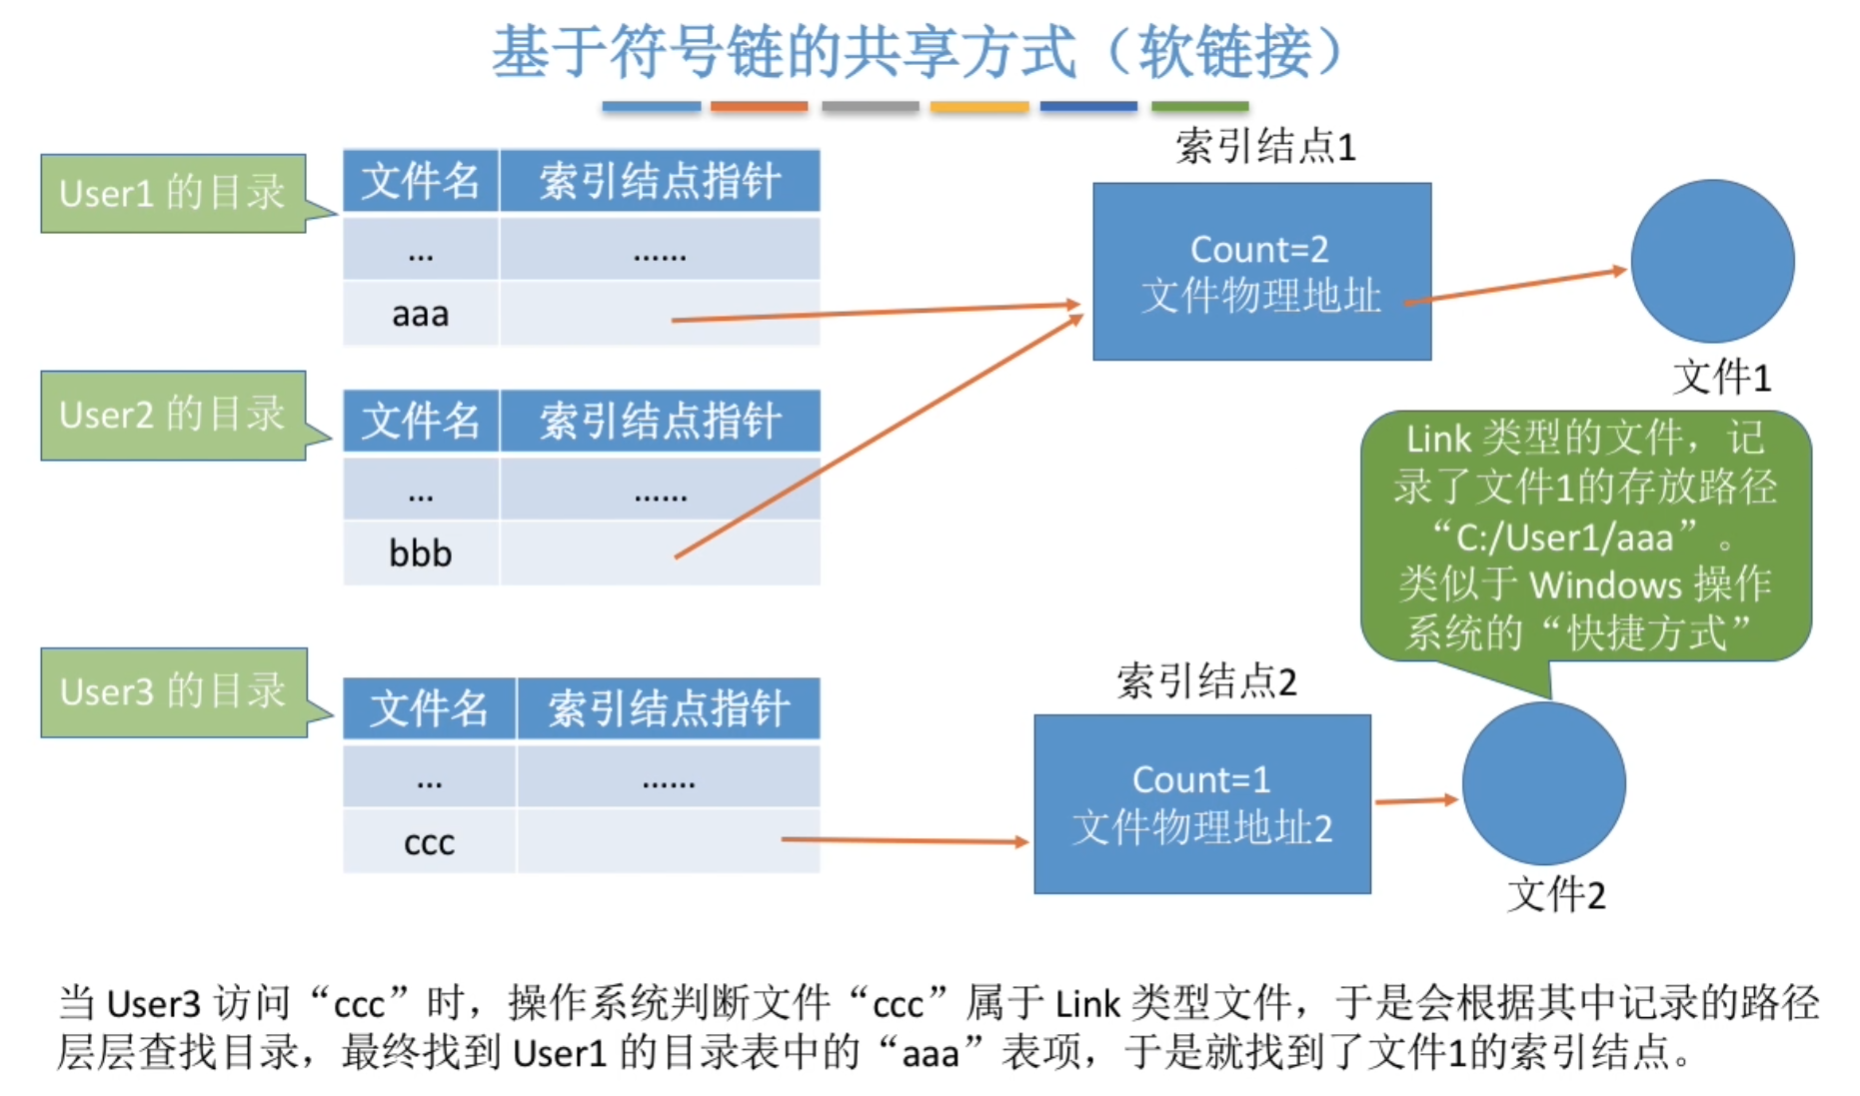 基于符号链的共享方式（软链接）
User1 的目录
文件名 索引结点指针
... ......
aaa
索引结点1
Count=2
文件物理地址
文件1
User2 的目录
文件名 索引结点指针
... ......
bbb
Link 类型的文件，记
录了文件1的存放路径
“C:/User1/aaa”。
类似于 Windows 操作
系统的“快捷方式”
User3 的目录
文件名 索引结点指针
... ......
ccc
索引结点2
Count=1
文件物理地址2
文件2
当 User3 访问“ccc”时，操作系统判断文件“ccc”属于 Link 类型文件，于是会根据其中记录的路径
层层查找目录，最终找到 User1 的目录表中的“aaa”表项，于是就找到了文件1的索引结点。